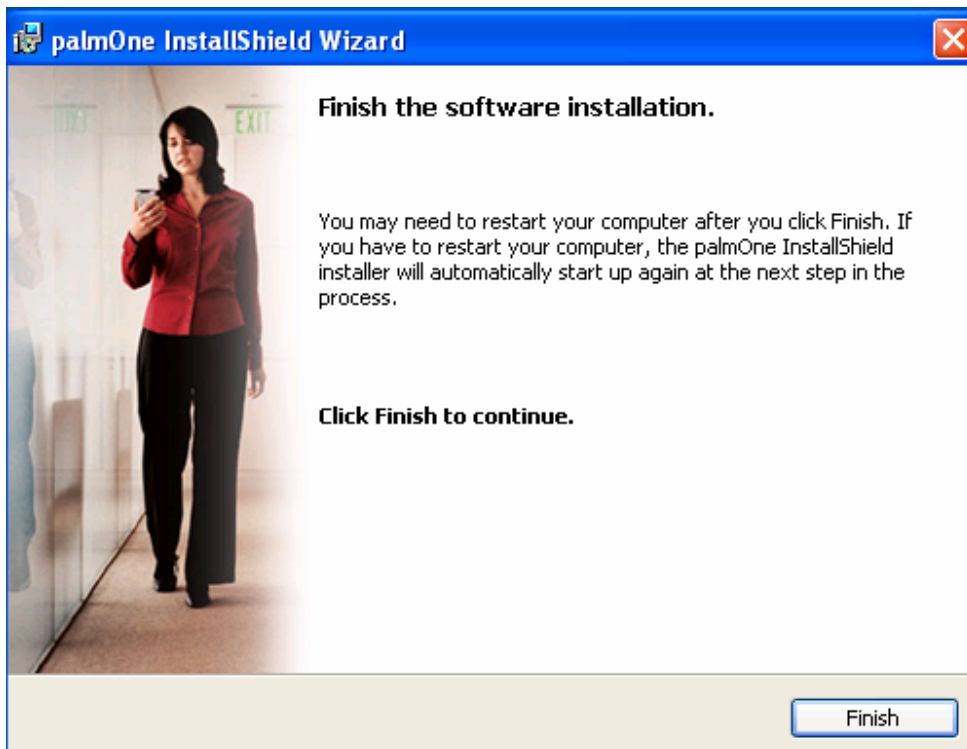 palmOne InstallShield Wizard
EXIT
Finish the software installation.
You may need to restart your computer after you click Finish. If
you have to restart your computer, the palmOne InstallShield
installer will automatically start up again at the next step in the
process.
Click Finish to continue.
Finish